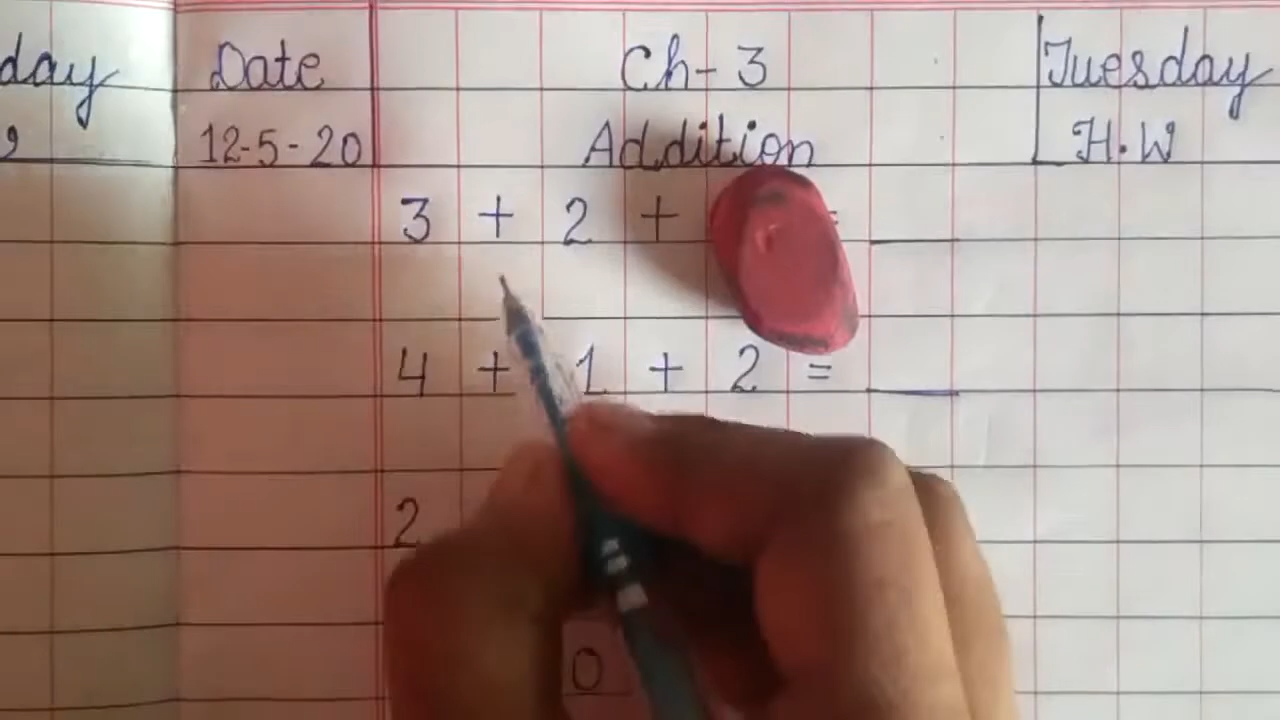 day Date Ch-3 Tuesday
12-5-20 Addition H.W
3 + 2 + =
4 + 1 + 2 =
2
0